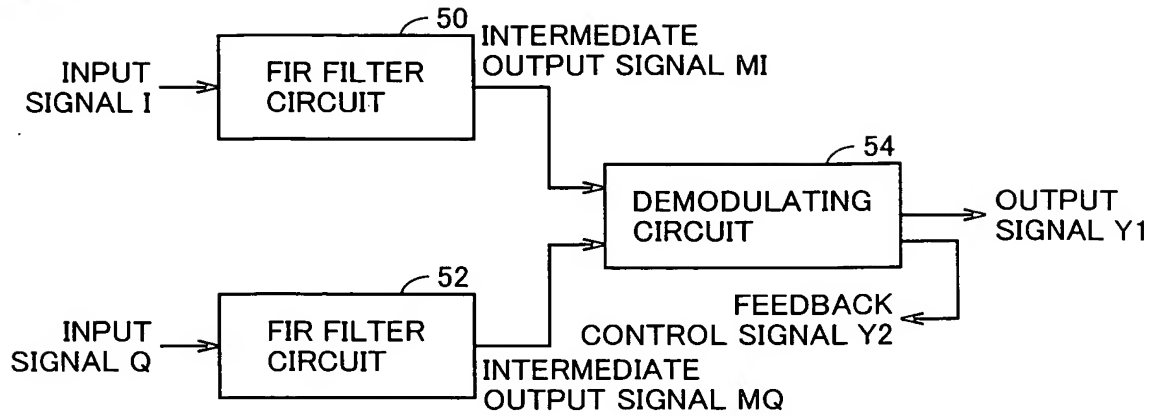 50
INTERMEDIATE
OUTPUT SIGNAL MI
INPUT
SIGNAL I
FIR FILTER
CIRCUIT
54
DEMODULATING
CIRCUIT
OUTPUT
SIGNAL Y1
52
FEEDBACK
CONTROL SIGNAL Y2
INPUT
SIGNAL Q
FIR FILTER
CIRCUIT
INTERMEDIATE
OUTPUT SIGNAL MQ